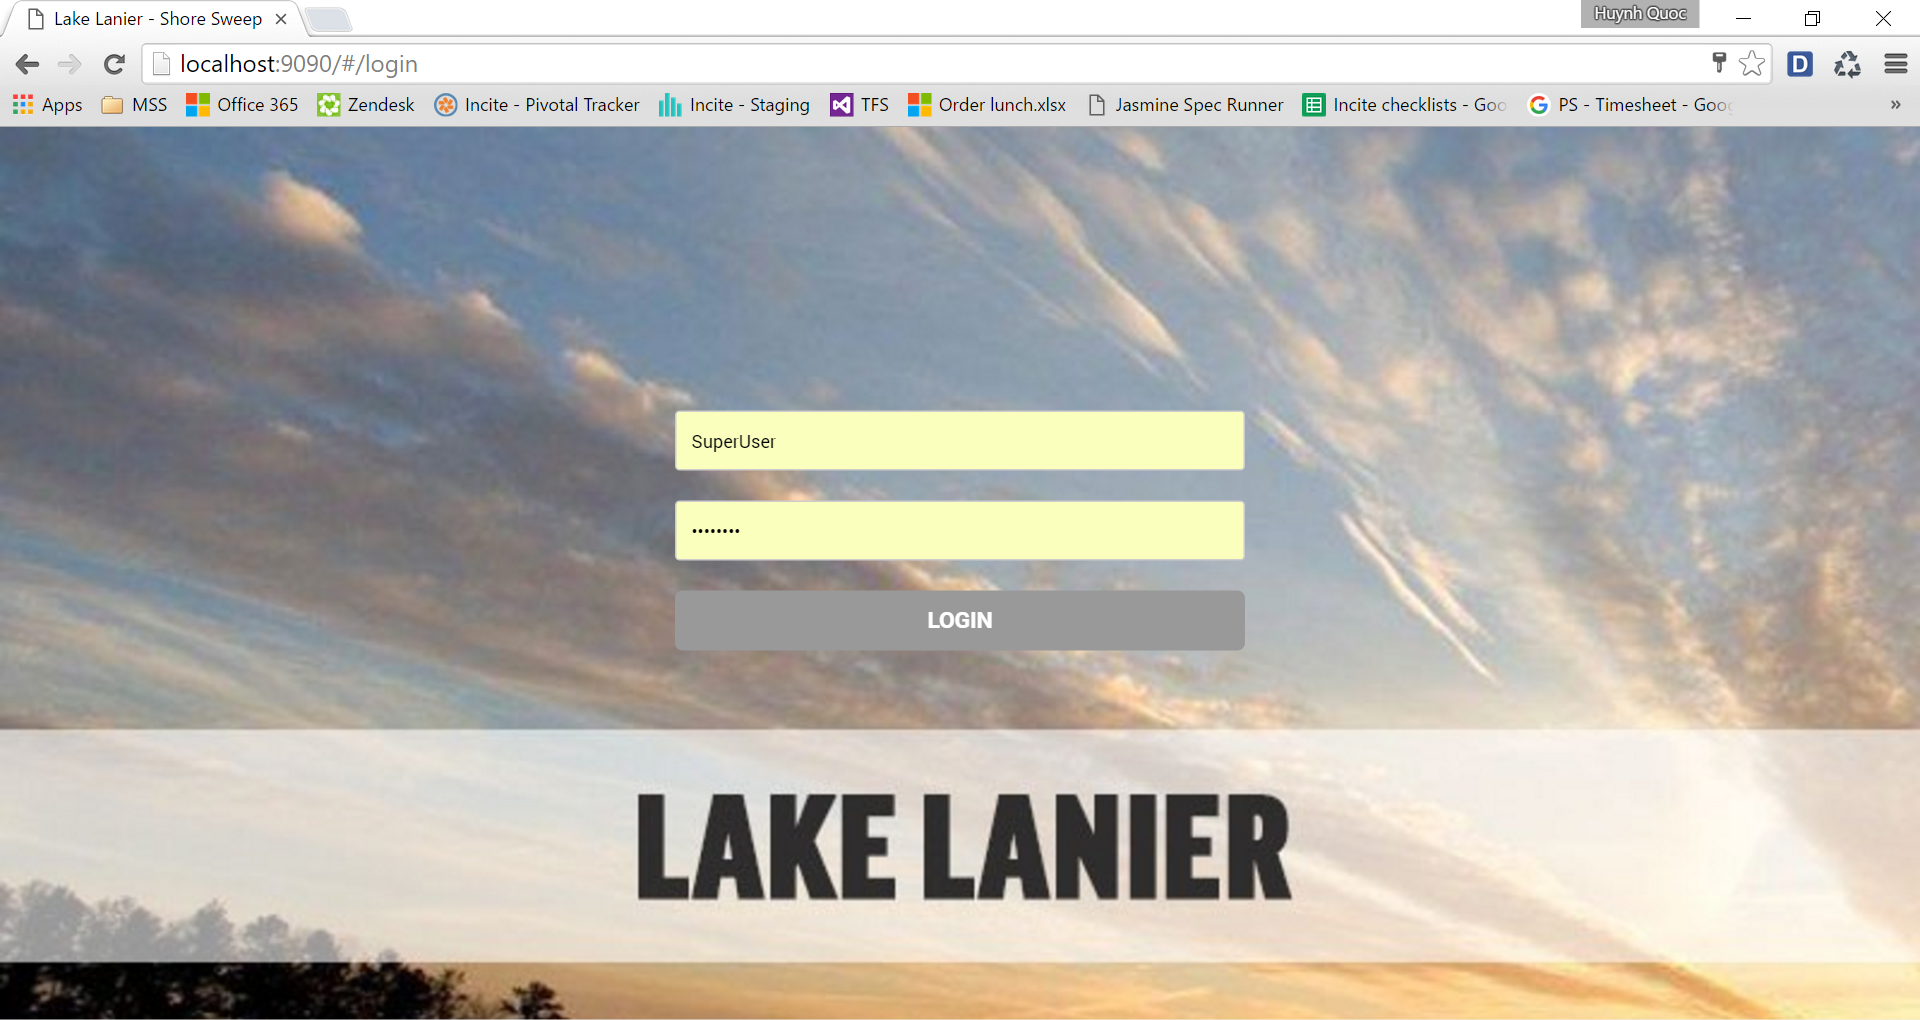 Lake Lanier - Shore Sweep
Huynh Quoc
localhost:9090/#/login
Apps
MSS
Office 365
Zendesk
Incite - Pivotal Tracker
Incite - Staging
TFS
Order lunch.xlsx
Jasmine Spec Runner
Incite checklists - Goo
PS - Timesheet - Goog
SuperUser
••••••••
LOGIN
LAKE LANIER